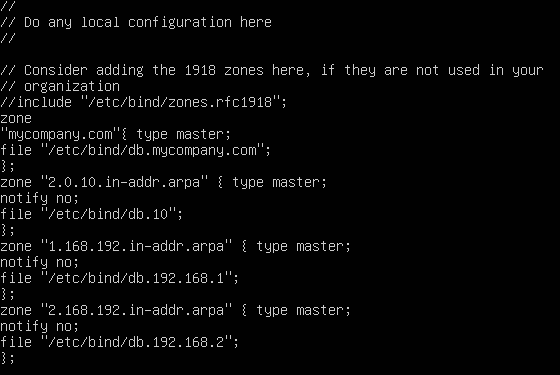 //
// Do any local configuration here
//
// Consider adding the 1918 zones here, if they are not used in your
// organization
//include "/etc/bind/zones.rfc1918";
zone
"mycompany.com"{ type master;
file "/etc/bind/db.mycompany.com";
};
zone "2.0.10.in-addr.arpa" { type master;
notify no;
file "/etc/bind/db.10";
};
zone "1.168.192.in-addr.arpa" { type master;
notify no;
file "/etc/bind/db.192.168.1";
};
zone "2.168.192.in-addr.arpa" { type master;
notify no;
file "/etc/bind/db.192.168.2";
};